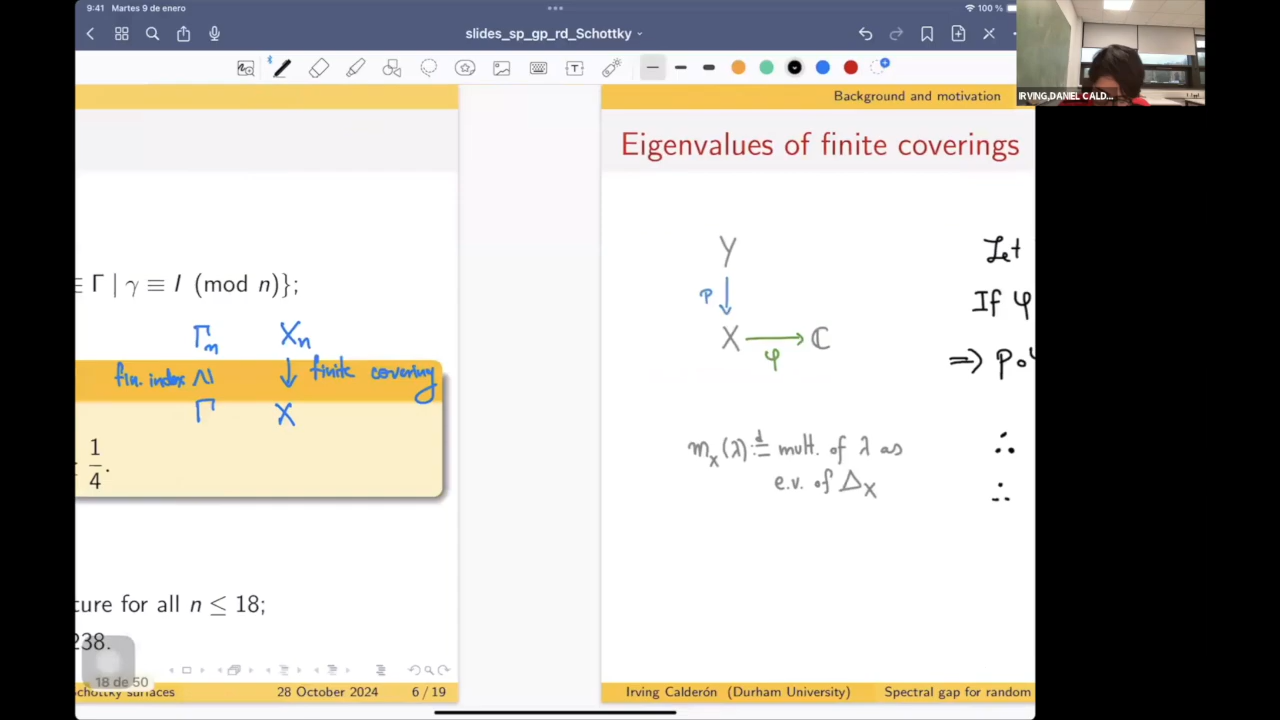 9:41 Martes 9 de enero
100 %
slides_sp_gp_rd_Schottky
IRVING,DANIEL CALD...
Γ | γ ≡ I (mod n)};
Γn Xn
fin. index finite covering
Γ X
1
4
.
ture for all n ≤ 18;
238.
18 de 50
Schottky surfaces 28 October 2024 6 / 19
Background and motivation
Eigenvalues of finite coverings
Y
P
X → ℂ
φ
Let
If φ
⇒ P o φ
m_X(λ) :=^d mult. of λ as
e.v. of Δ_X
∴
∴
Irving Calderón (Durham University) Spectral gap for random